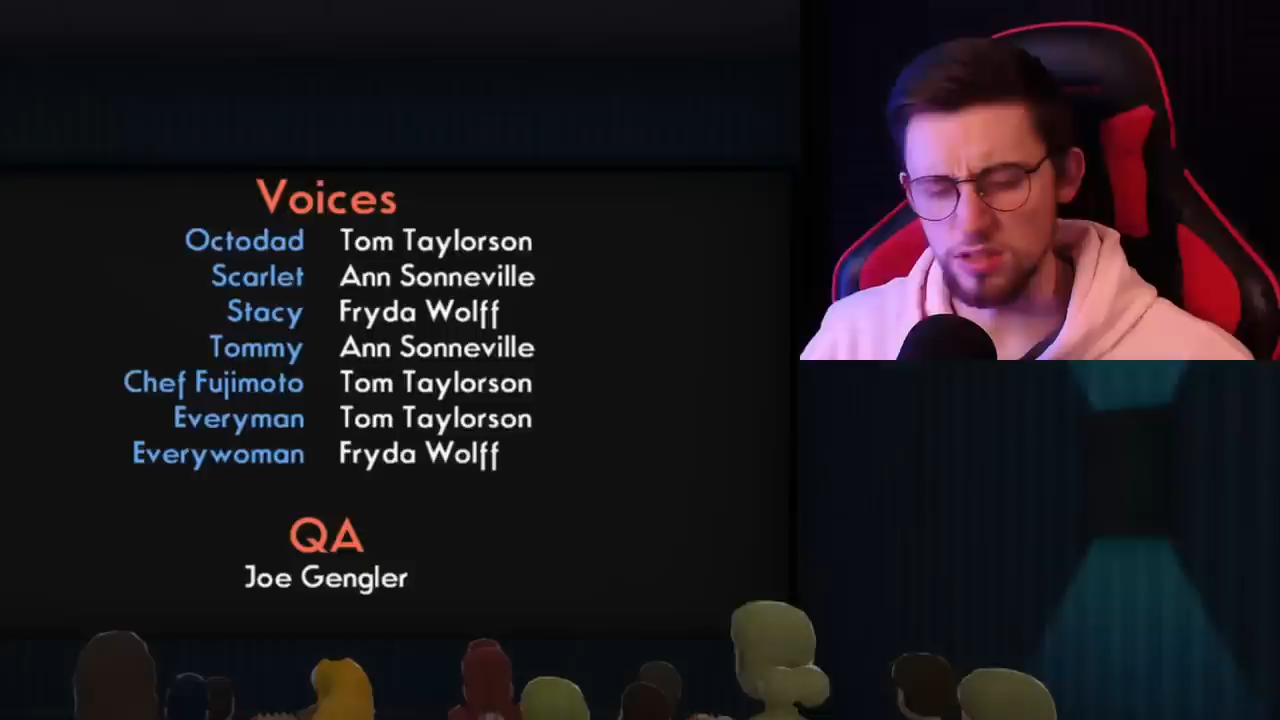 Voices
Octodad Tom Taylorson
Scarlet Ann Sonneville
Stacy Fryda Wolff
Tommy Ann Sonneville
Chef Fujimoto Tom Taylorson
Everyman Tom Taylorson
Everywoman Fryda Wolff
QA
Joe Gengler